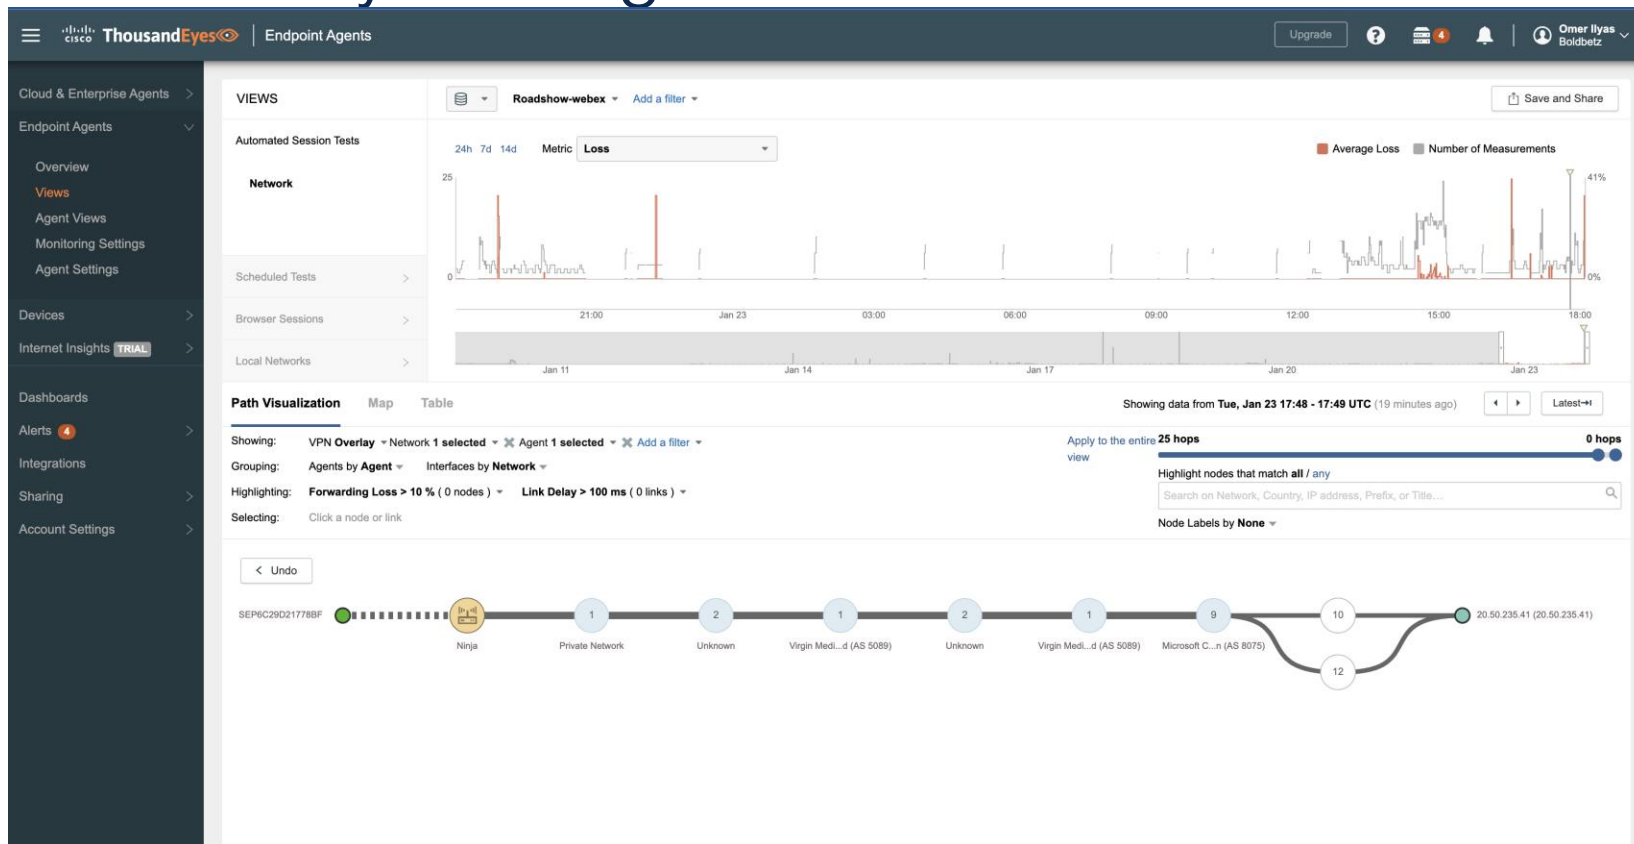 cisco ThousandEyes Endpoint Agents Upgrade ? 4 Omer Ilyas
Boldbetz
Cloud & Enterprise Agents
Endpoint Agents
Overview
Views
Agent Views
Monitoring Settings
Agent Settings
Devices
Internet Insights TRIAL
Dashboards
Alerts 4
Integrations
Sharing
Account Settings
VIEWS
Automated Session Tests
Network
Scheduled Tests
Browser Sessions
Local Networks
Roadshow-webex Add a filter Save and Share
24h 7d 14d Metric Loss Average Loss Number of Measurements
25 41%
0 0%
21:00 Jan 23 03:00 06:00 09:00 12:00 15:00 18:00
Jan 11 Jan 14 Jan 17 Jan 20 Jan 23
Path Visualization Map Table Showing data from Tue, Jan 23 17:48 - 17:49 UTC (19 minutes ago) Latest
Showing: VPN Overlay Network 1 selected Agent 1 selected Add a filter
Grouping: Agents by Agent Interfaces by Network
Highlighting: Forwarding Loss > 10 % ( 0 nodes ) Link Delay > 100 ms ( 0 links )
Selecting: Click a node or link
Apply to the entire
view
25 hops 0 hops
Highlight nodes that match all / any
Search on Network, Country, IP address, Prefix, or Title...
Node Labels by None
< Undo
SEP6C29D21778BF 1 2 1 2 1 9 10 20.50.235.41 (20.50.235.41)
Ninja Private Network Unknown Virgin Medi...d (AS 5089) Unknown Virgin Medi...d (AS 5089) Microsoft C...n (AS 8075)
12